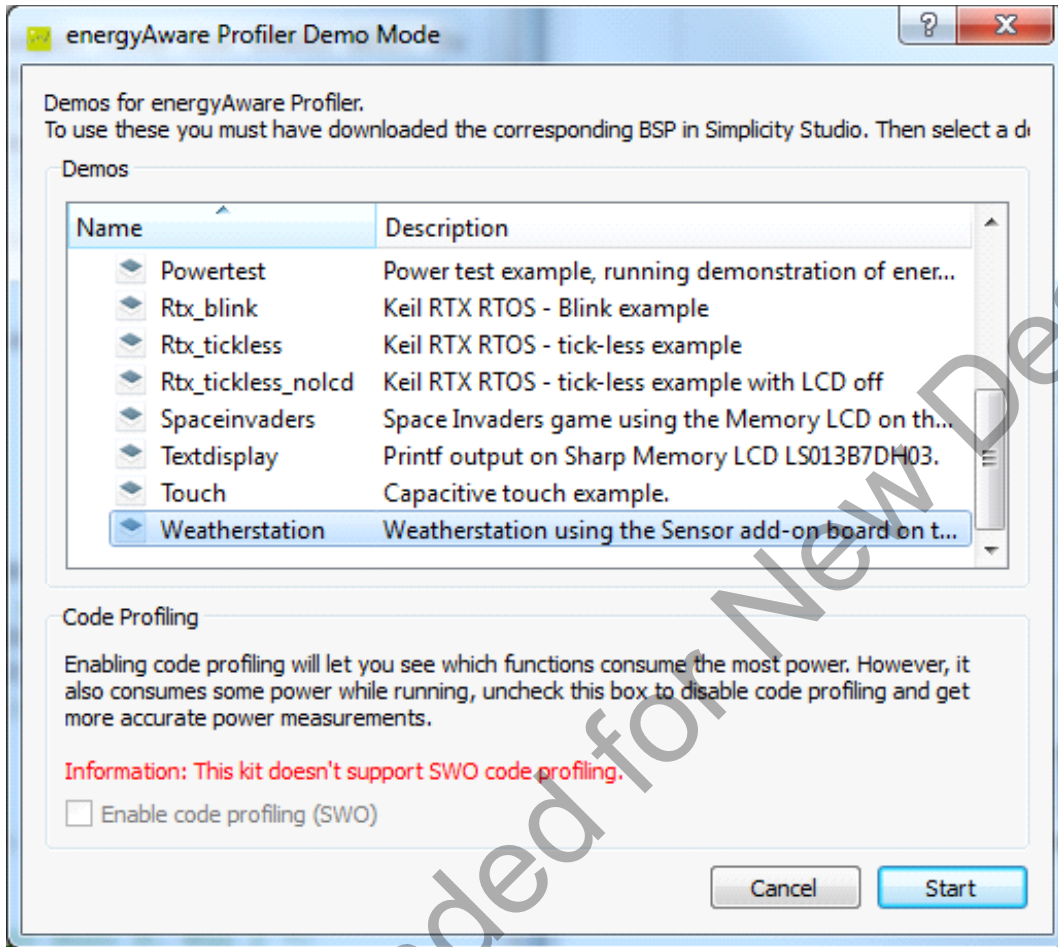 energyAware Profiler Demo Mode
Demos for energyAware Profiler.
To use these you must have downloaded the corresponding BSP in Simplicity Studio. Then select a d
Demos
Name Description
Powertest Power test example, running demonstration of ener...
Rtx_blink Keil RTX RTOS - Blink example
Rtx_tickless Keil RTX RTOS - tick-less example
Rtx_tickless_nolcd Keil RTX RTOS - tick-less example with LCD off
Spaceinvaders Space Invaders game using the Memory LCD on th...
Textdisplay Printf output on Sharp Memory LCD LS013B7DH03.
Touch Capacitive touch example.
Weatherstation Weatherstation using the Sensor add-on board on t...
Code Profiling
Enabling code profiling will let you see which functions consume the most power. However, it
also consumes some power while running, uncheck this box to disable code profiling and get
more accurate power measurements.
Information: This kit doesn't support SWO code profiling.
Enable code profiling (SWO)
Cancel Start
ded for New De